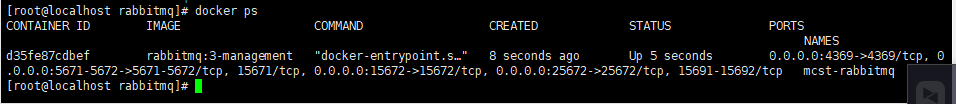 [root@localhost rabbitmq]# docker ps
CONTAINER ID IMAGE COMMAND CREATED STATUS PORTS
NAMES
d35fe87cdbef rabbitmq:3-management "docker-entrypoint.s…" 8 seconds ago Up 5 seconds 0.0.0.0:4369->4369/tcp, 0
.0.0.0:5671-5672->5671-5672/tcp, 15671/tcp, 0.0.0.0:15672->15672/tcp, 0.0.0.0:25672->25672/tcp, 15691-15692/tcp mcst-rabbitmq
[root@localhost rabbitmq]#